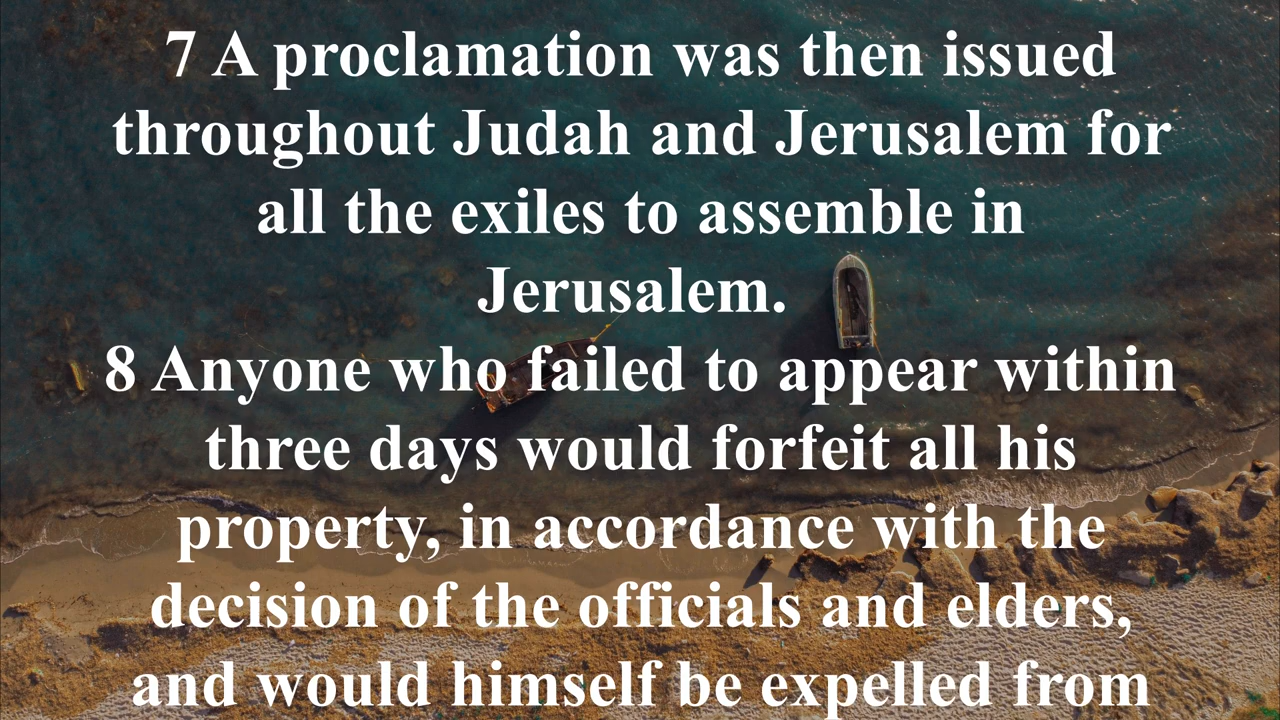 7 A proclamation was then issued
throughout Judah and Jerusalem for
all the exiles to assemble in
Jerusalem.
8 Anyone who failed to appear within
three days would forfeit all his
property, in accordance with the
decision of the officials and elders,
and would himself be expelled from